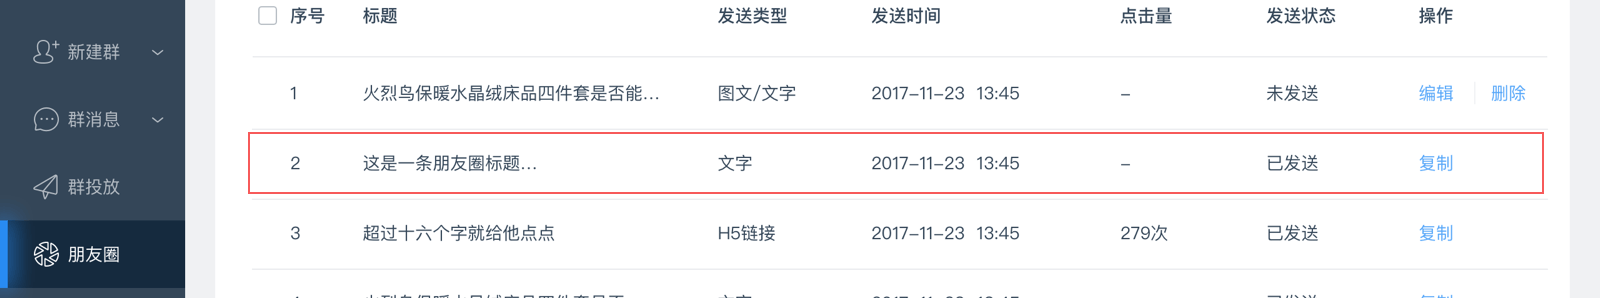 序号 标题 发送类型 发送时间 点击量 发送状态 操作
新建群
1 火烈鸟保暖水晶绒床品四件套是否能... 图文/文字 2017-11-23 13:45 – 未发送 编辑 删除
群消息
2 这是一条朋友圈标题... 文字 2017-11-23 13:45 – 已发送 复制
群投放
3 超过十六个字就给他点点 H5链接 2017-11-23 13:45 279次 已发送 复制
朋友圈